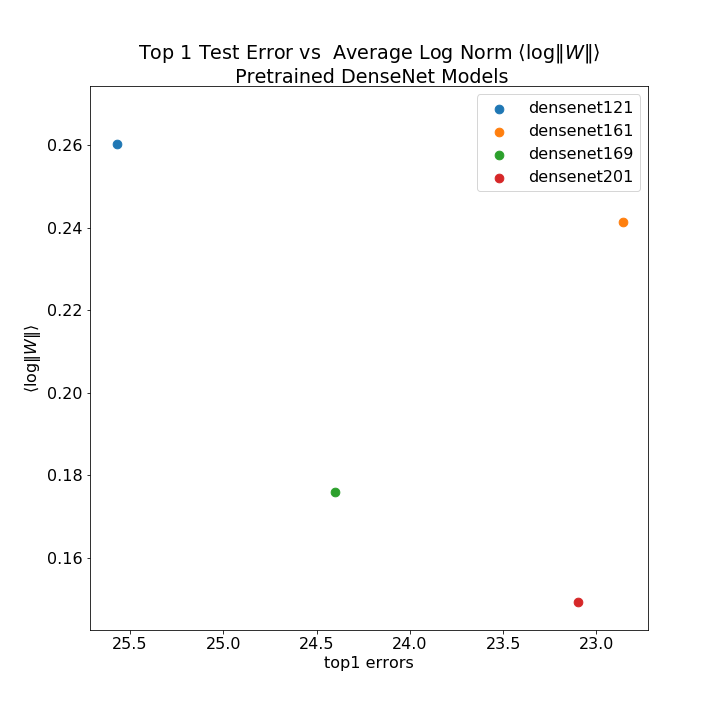 Top 1 Test Error vs  Average Log Norm ⟨log‖W‖⟩
Pretrained DenseNet Models
densenet121
densenet161
densenet169
densenet201
0.26
0.24
0.22
0.20
0.18
0.16
⟨log‖W‖⟩
25.5
25.0
24.5
24.0
23.5
23.0
top1 errors